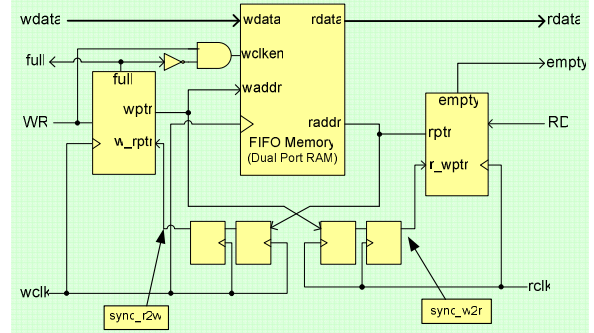 wdata
wdata
rdata
rdata
full
wclken
empty
full
waddr
wptr
raddr
empty
WR
RD
rptr
w_rptr
FIFO Memory
(Dual Port RAM)
r_wptr
wclk
rclk
sync_r2w
sync_w2r